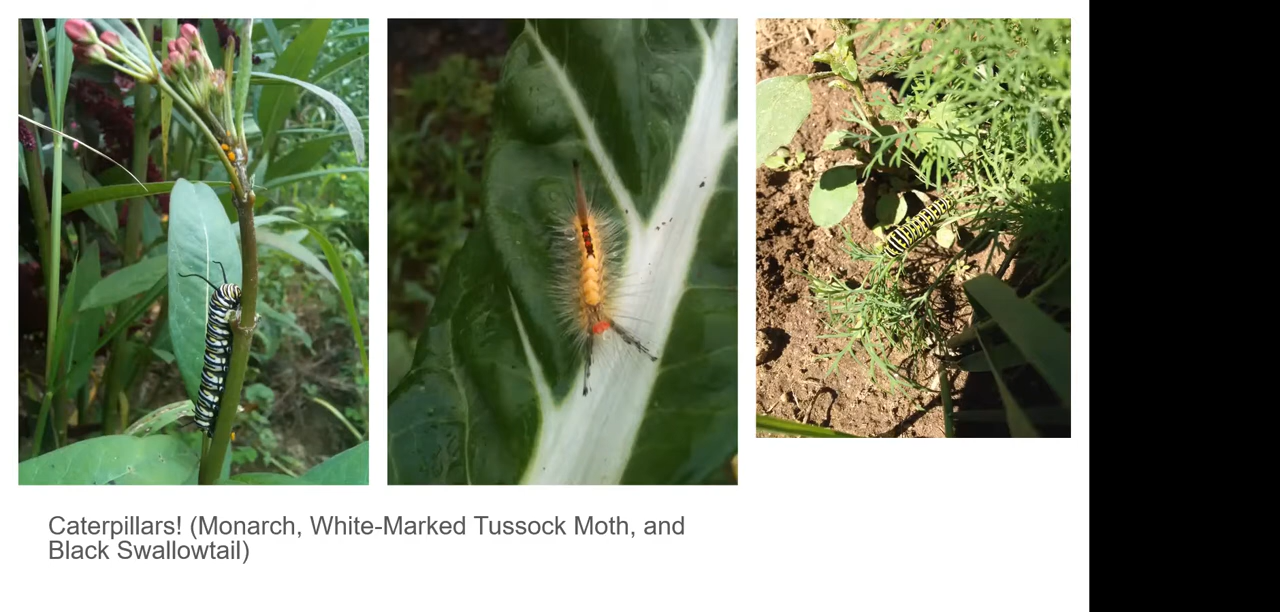 Caterpillars! (Monarch, White-Marked Tussock Moth, and
Black Swallowtail)